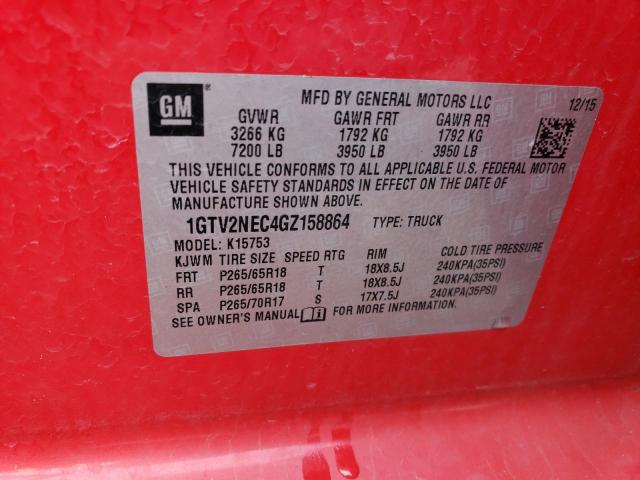 GM
MFD BY GENERAL MOTORS LLC 12/15
GVWR GAWR FRT GAWR RR
3266 KG 1792 KG 1792 KG
7200 LB 3950 LB 3950 LB
THIS VEHICLE CONFORMS TO ALL APPLICABLE U.S. FEDERAL MOTOR
VEHICLE SAFETY STANDARDS IN EFFECT ON THE DATE OF
MANUFACTURE SHOWN ABOVE.
1GTV2NEC4GZ158864 TYPE: TRUCK
MODEL: K15753
KJWM TIRE SIZE SPEED RTG RIM COLD TIRE PRESSURE
FRT P265/65R18 T 18X8.5J 240KPA(35PSI)
RR P265/65R18 T 18X8.5J 240KPA(35PSI)
SPA P265/70R17 S 17X7.5J 240KPA(35PSI)
SEE OWNER'S MANUAL FOR MORE INFORMATION.